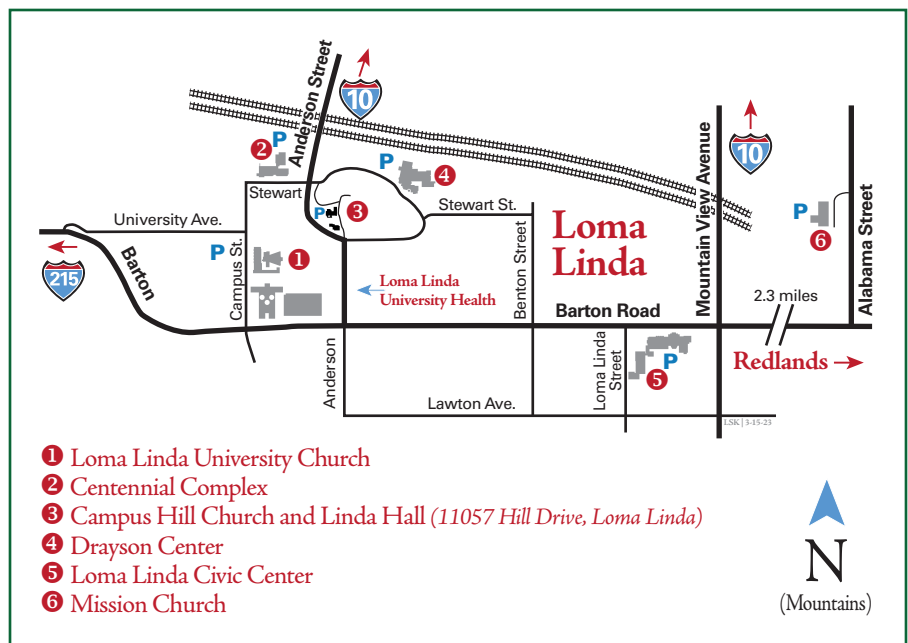 Anderson Street
10
P
2
Stewart
P
4
P
3
Stewart St.
Mountain View Avenue
10
P
6
Alabama Street
University Ave.
215
Barton
P
Campus St.
1
Loma Linda
University Health
Loma
Linda
Benton Street
Barton Road
2.3 miles
Redlands
Anderson
Lawton Ave.
Loma Linda
Street
P
5
LSK | 3-15-23
1 Loma Linda University Church
2 Centennial Complex
3 Campus Hill Church and Linda Hall (11057 Hill Drive, Loma Linda)
4 Drayson Center
5 Loma Linda Civic Center
6 Mission Church
N
(Mountains)